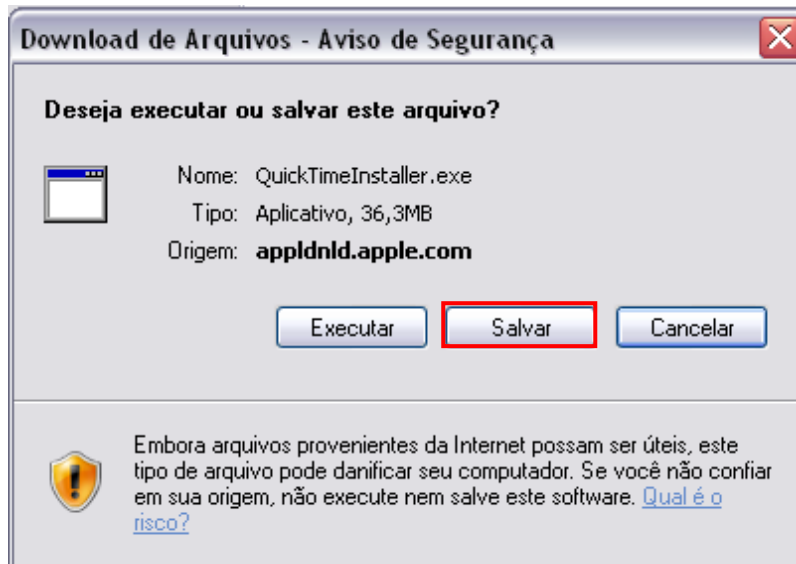 Download de Arquivos - Aviso de Segurança
Deseja executar ou salvar este arquivo?
Nome: QuickTimeInstaller.exe
Tipo: Aplicativo, 36,3MB
Origem: appldnld.apple.com
Executar Salvar Cancelar
Embora arquivos provenientes da Internet possam ser úteis, este
tipo de arquivo pode danificar seu computador. Se você não confiar
em sua origem, não execute nem salve este software. Qual é o
risco?